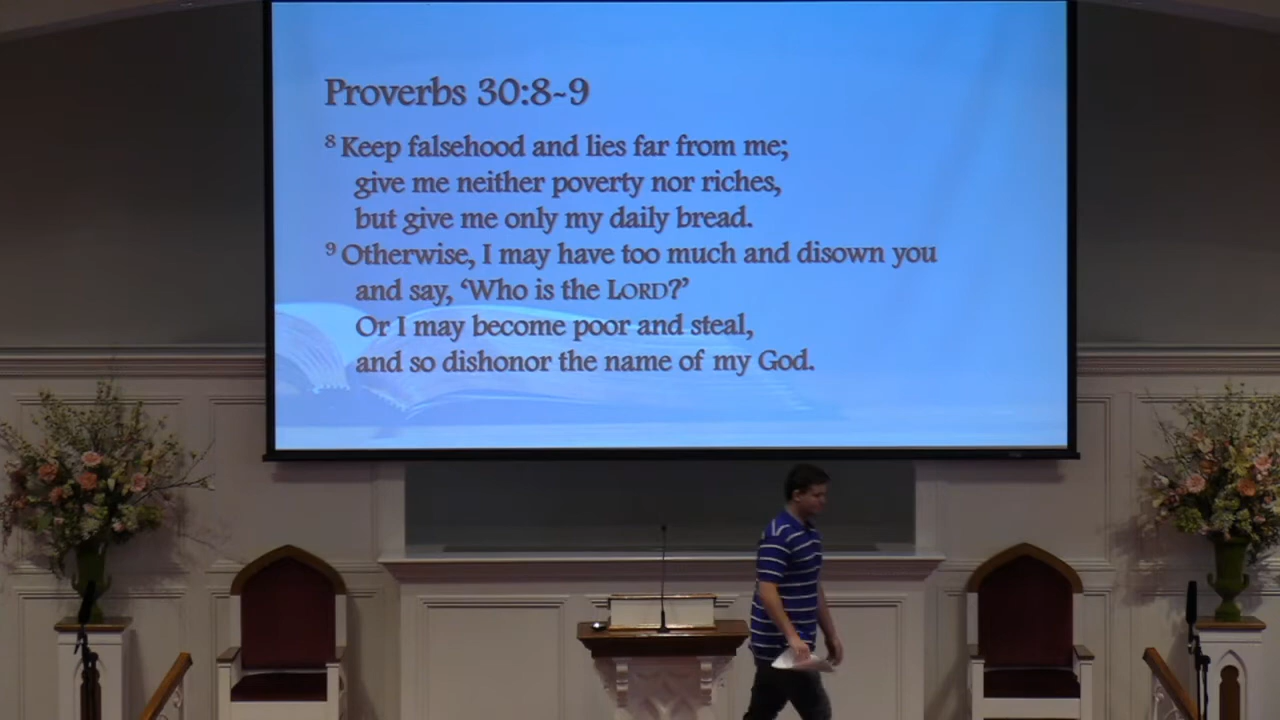 Proverbs 30:8~9
8 Keep falsehood and lies far from me;
give me neither poverty nor riches,
but give me only my daily bread.
9 Otherwise, I may have too much and disown you
and say, ‘Who is the LORD?’
Or I may become poor and steal,
and so dishonor the name of my God.